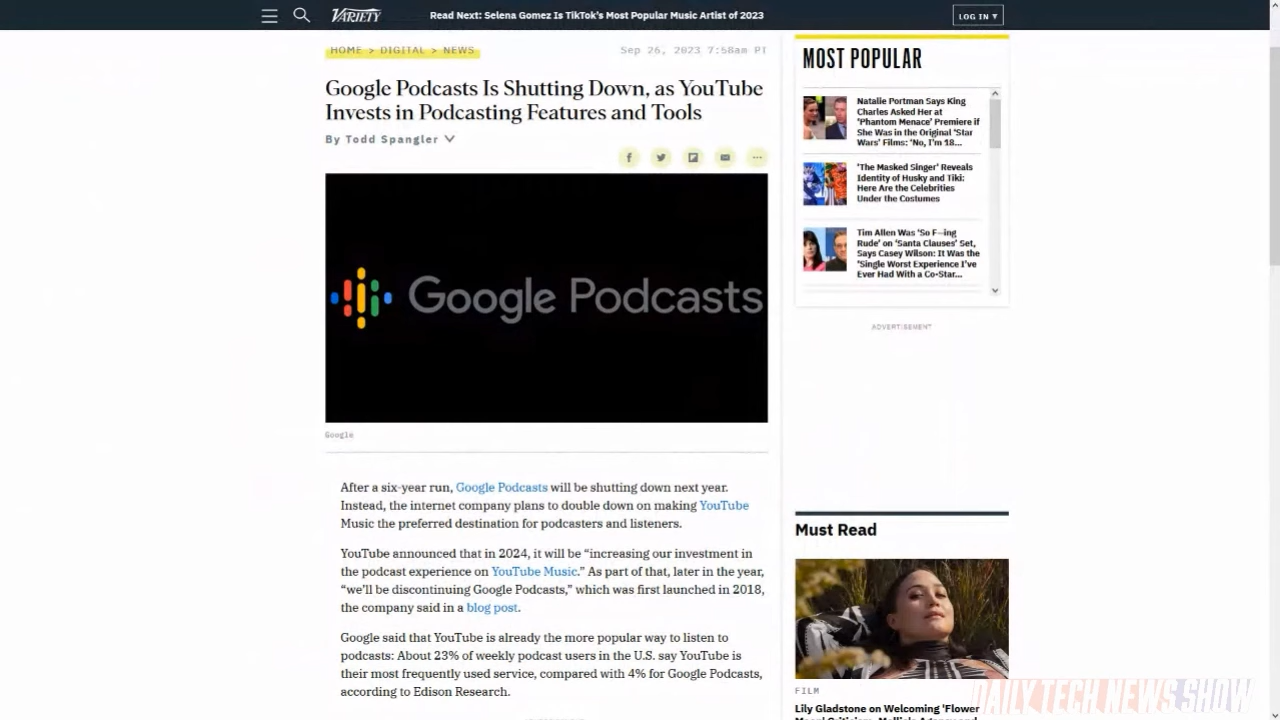 VARIETY
Read Next: Selena Gomez Is TikTok's Most Popular Music Artist of 2023
LOG IN ▾
HOME > DIGITAL > NEWS
Sep 26, 2023 7:58am PT
Google Podcasts Is Shutting Down, as YouTube
Invests in Podcasting Features and Tools
By Todd Spangler
Google Podcasts
Google
After a six-year run, Google Podcasts will be shutting down next year.
Instead, the internet company plans to double down on making YouTube
Music the preferred destination for podcasters and listeners.
YouTube announced that in 2024, it will be “increasing our investment in
the podcast experience on YouTube Music.” As part of that, later in the year,
“we’ll be discontinuing Google Podcasts,” which was first launched in 2018,
the company said in a blog post.
Google said that YouTube is already the more popular way to listen to
podcasts: About 23% of weekly podcast users in the U.S. say YouTube is
their most frequently used service, compared with 4% for Google Podcasts,
according to Edison Research.
MOST POPULAR
Natalie Portman Says King
Charles Asked Her at
‘Phantom Menace’ Premiere if
She Was in the Original ‘Star
Wars’ Films: ‘No, I’m 18...
‘The Masked Singer’ Reveals
Identity of Husky and Tiki:
Here Are the Celebrities
Under the Costumes
Tim Allen Was ‘So F—ing
Rude’ on ‘Santa Clauses’ Set,
Says Casey Wilson: It Was the
‘Single Worst Experience I’ve
Ever Had With a Co-Star...
ADVERTISEMENT
Must Read
FILM
Lily Gladstone on Welcoming ‘Flower
DAILY TECH NEWS SHOW